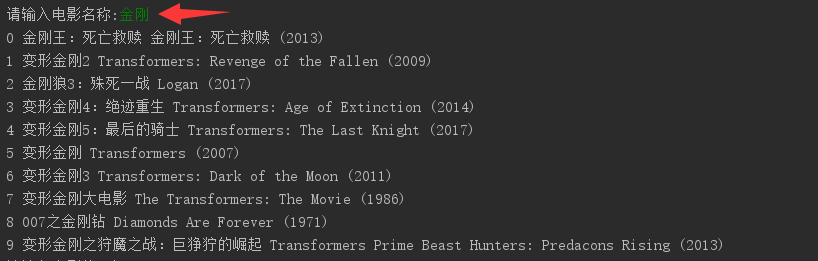 请输入电影名称:金刚
0 金刚王：死亡救赎 金刚王：死亡救赎 (2013)
1 变形金刚2 Transformers: Revenge of the Fallen (2009)
2 金刚狼3：殊死一战 Logan (2017)
3 变形金刚4：绝迹重生 Transformers: Age of Extinction (2014)
4 变形金刚5：最后的骑士 Transformers: The Last Knight (2017)
5 变形金刚 Transformers (2007)
6 变形金刚3 Transformers: Dark of the Moon (2011)
7 变形金刚大电影 The Transformers: The Movie (1986)
8 007之金刚钻 Diamonds Are Forever (1971)
9 变形金刚之狩魔之战：巨狰狞的崛起 Transformers Prime Beast Hunters: Predacons Rising (2013)